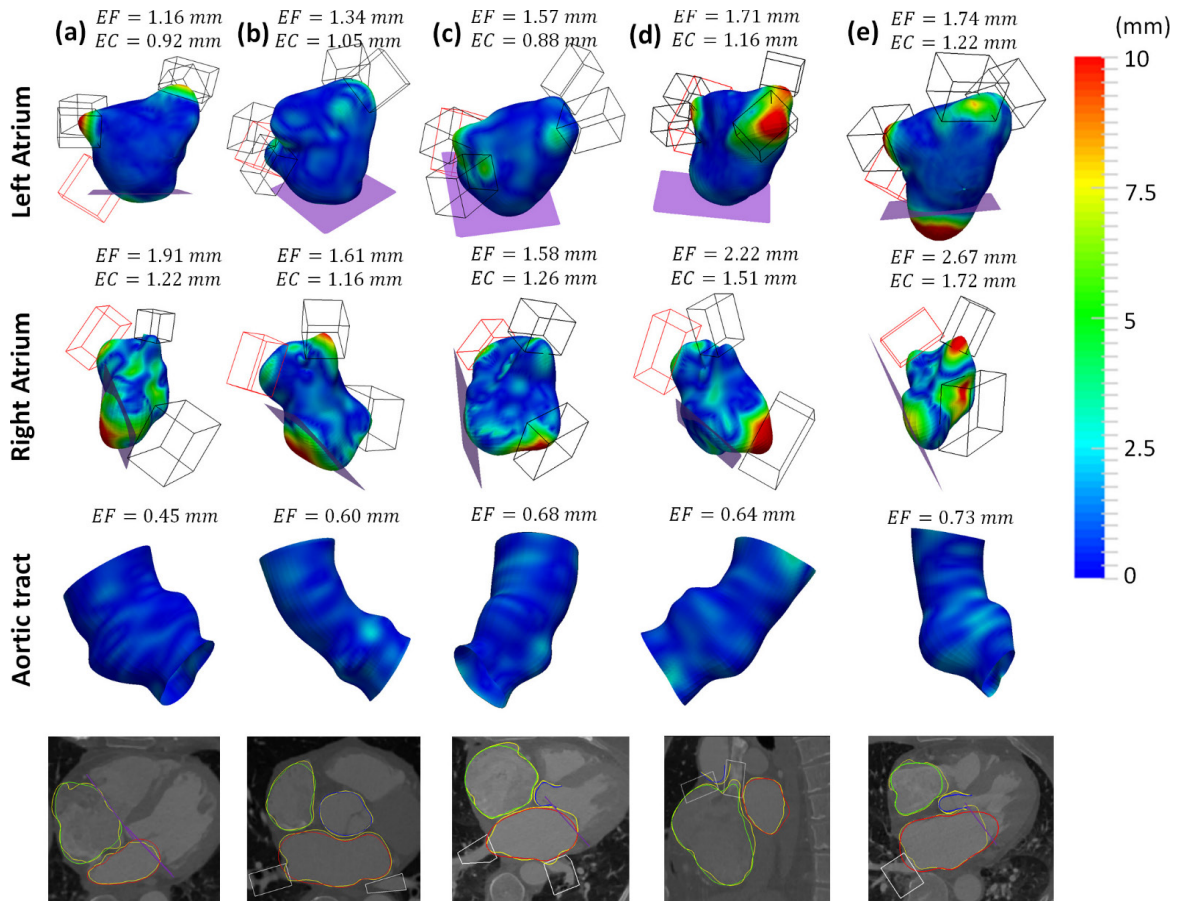 (a) EF = 1.16 mm
EC = 0.92 mm
(b) EF = 1.34 mm
EC = 1.05 mm
(c) EF = 1.57 mm
EC = 0.88 mm
(d) EF = 1.71 mm
EC = 1.16 mm
(e) EF = 1.74 mm
EC = 1.22 mm
(mm)
10
7.5
5
2.5
0
Left Atrium
EF = 1.91 mm
EC = 1.22 mm
EF = 1.61 mm
EC = 1.16 mm
EF = 1.58 mm
EC = 1.26 mm
EF = 2.22 mm
EC = 1.51 mm
EF = 2.67 mm
EC = 1.72 mm
Right Atrium
EF = 0.45 mm
EF = 0.60 mm
EF = 0.68 mm
EF = 0.64 mm
EF = 0.73 mm
Aortic tract